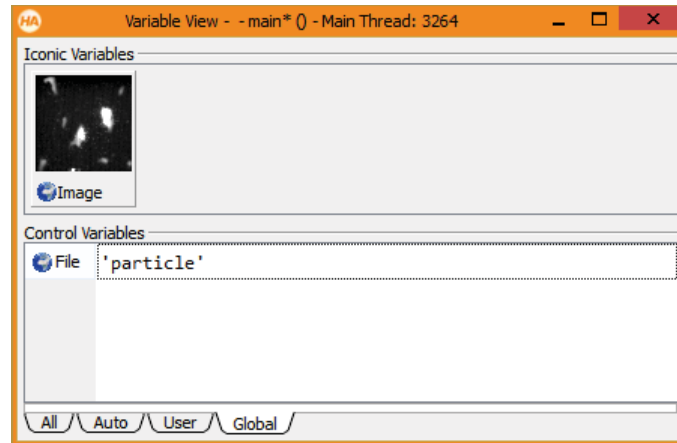 HA Variable View - - main* () - Main Thread: 3264
Iconic Variables
Image
Control Variables
File 'particle'
All Auto User Global